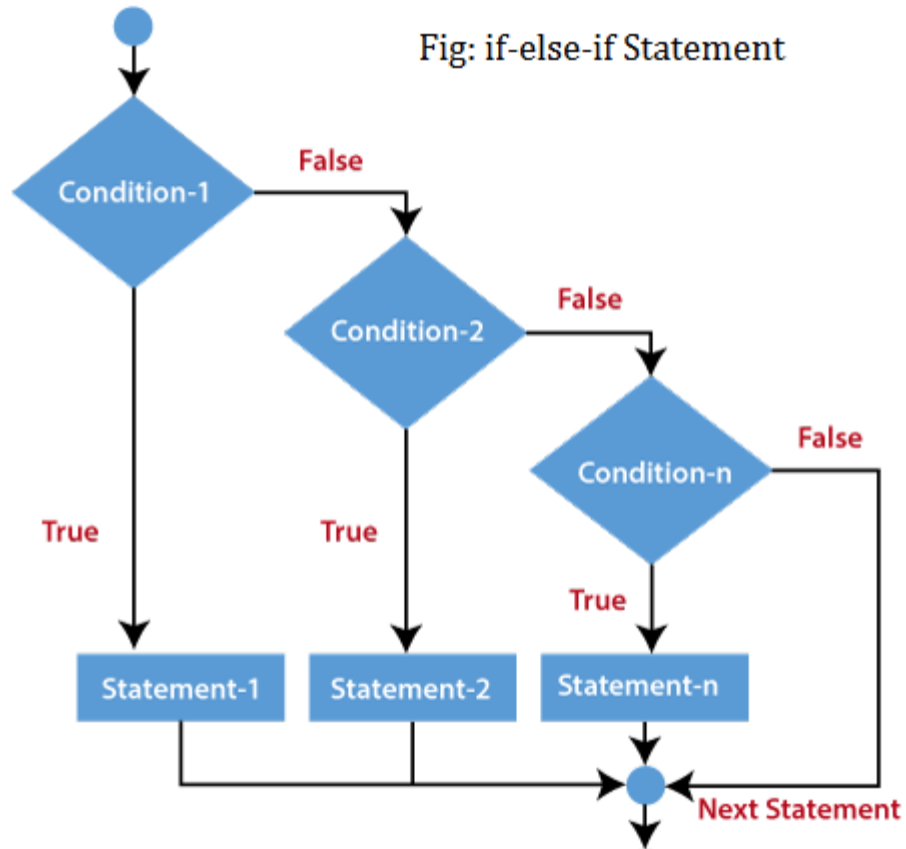 Fig: if-else-if Statement
False
Condition-1
False
Condition-2
False
Condition-n
True
True
True
Statement-1
Statement-2
Statement-n
Next Statement